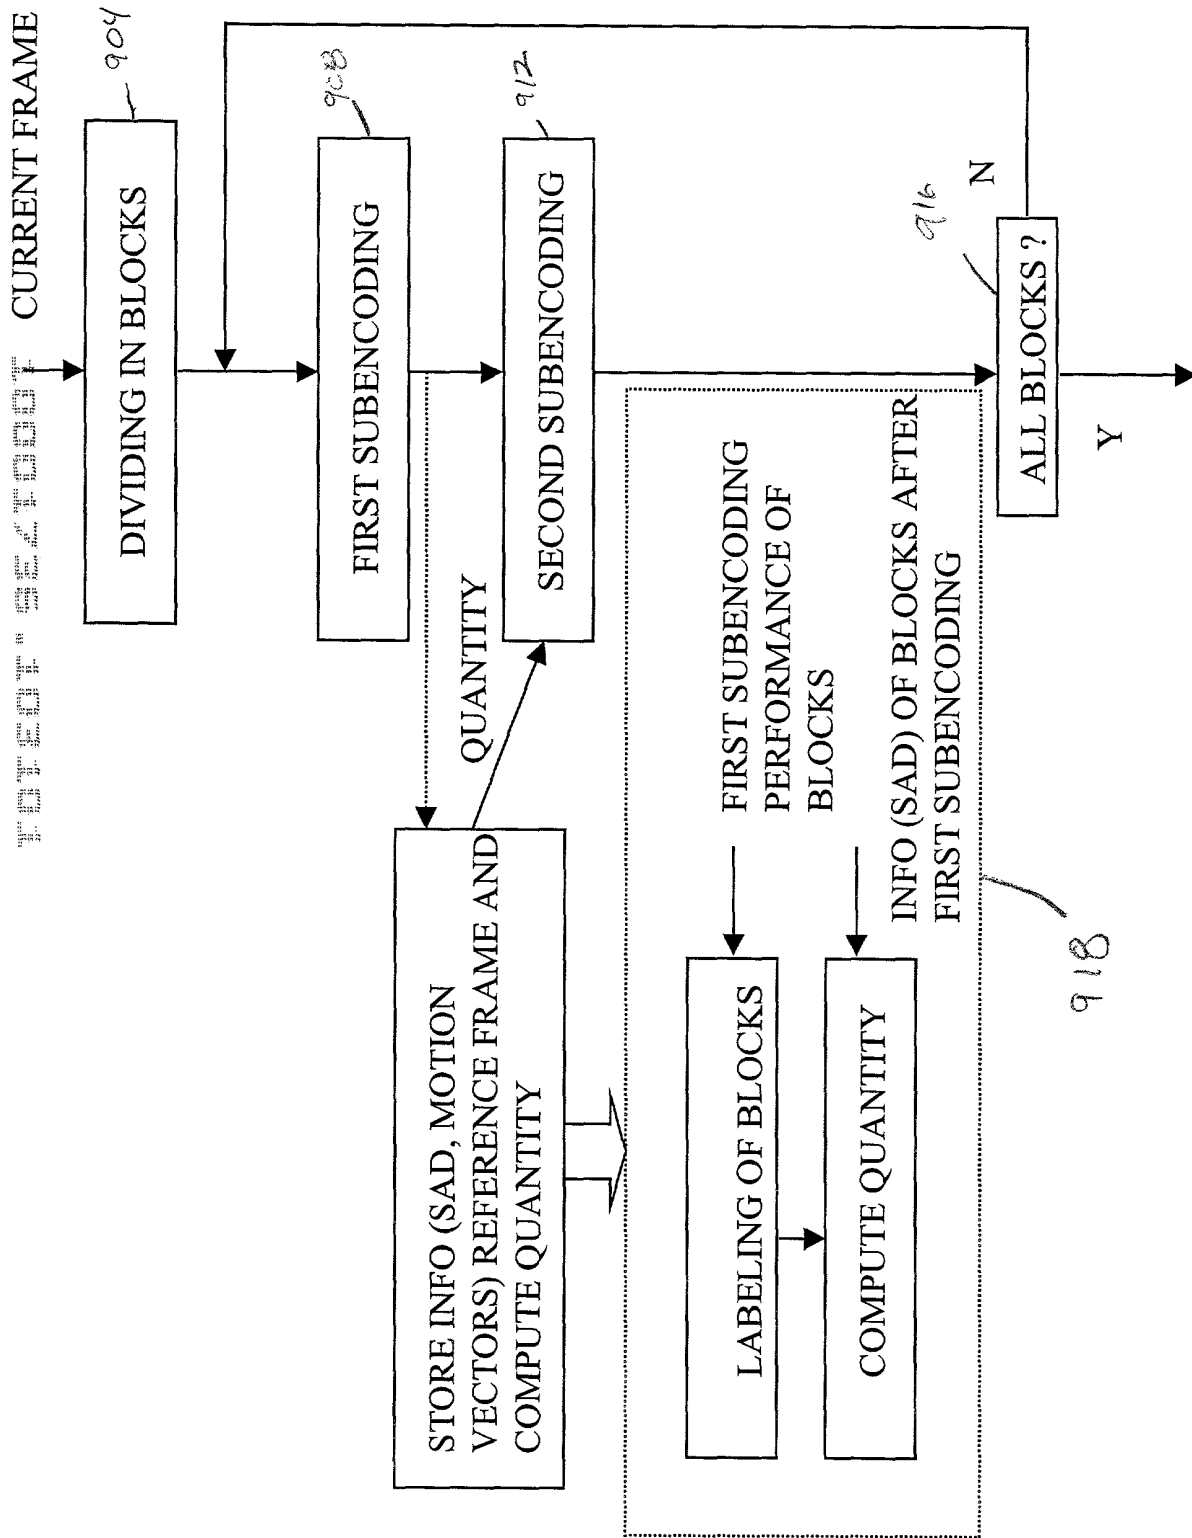 CURRENT FRAME
904
DIVIDING IN BLOCKS
908
FIRST SUBENCODING
912
SECOND SUBENCODING
QUANTITY
STORE INFO (SAD, MOTION
VECTORS) REFERENCE FRAME AND
COMPUTE QUANTITY
FIRST SUBENCODING
PERFORMANCE OF
BLOCKS
LABELING OF BLOCKS
COMPUTE QUANTITY
INFO (SAD) OF BLOCKS AFTER
FIRST SUBENCODING
918
916
N
ALL BLOCKS ?
Y